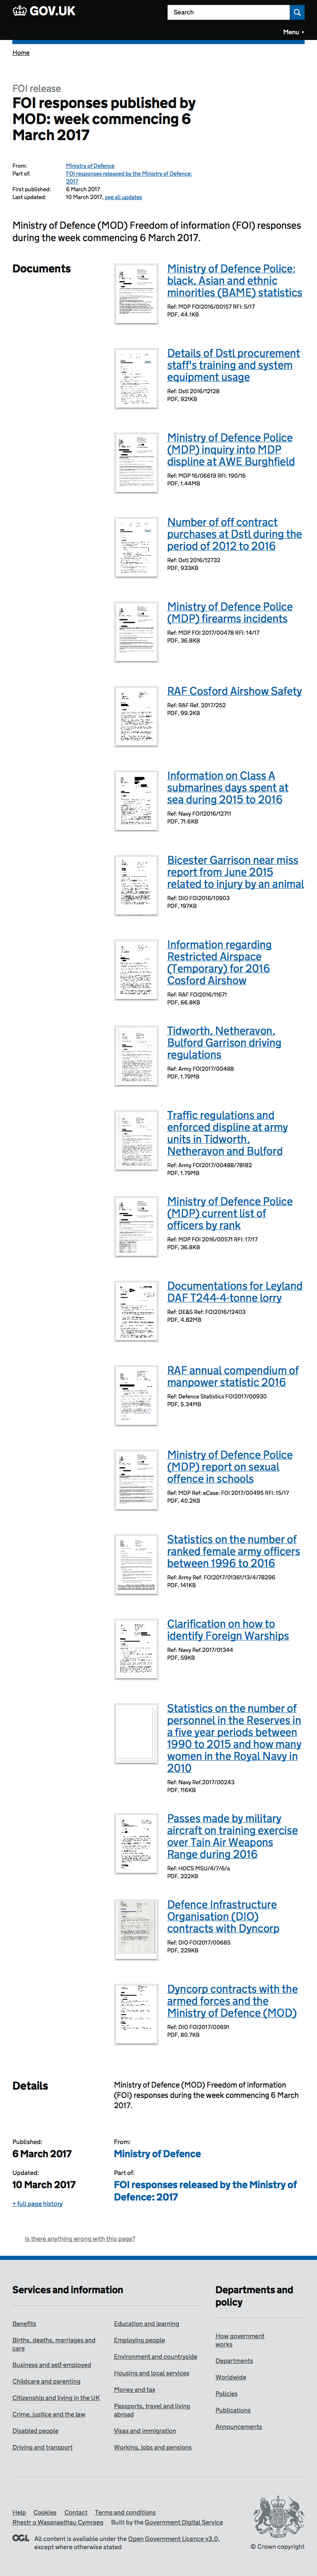 GOV.UK
Search
Menu
Home
FOI release
FOI responses published by
MOD: week commencing 6
March 2017
From: Ministry of Defence
Part of: FOI responses released by the Ministry of Defence:
2017
First published: 6 March 2017
Last updated: 10 March 2017, see all updates
Ministry of Defence (MOD) Freedom of information (FOI) responses
during the week commencing 6 March 2017.
Documents
Ministry of Defence Police:
black, Asian and ethnic
minorities (BAME) statistics
Ref: MDP FOI2016/00157 RFI: 5/17
PDF, 44.1KB
Details of Dstl procurement
staff's training and system
equipment usage
Ref: Dstl 2016/12128
PDF, 921KB
Ministry of Defence Police
(MDP) inquiry into MDP
displine at AWE Burghfield
Ref: MDP 16/06619 RFI: 190/16
PDF, 1.44MB
Number of off contract
purchases at Dstl during the
period of 2012 to 2016
Ref: Dstl 2016/12732
PDF, 933KB
Ministry of Defence Police
(MDP) firearms incidents
Ref: MDP FOI 2017/00478 RFI: 14/17
PDF, 36.8KB
RAF Cosford Airshow Safety
Ref: RAF Ref. 2017/252
PDF, 99.2KB
Information on Class A
submarines days spent at
sea during 2015 to 2016
Ref: Navy FOI2016/12711
PDF, 71.6KB
Bicester Garrison near miss
report from June 2015
related to injury by an animal
Ref: DIO FOI2016/10903
PDF, 197KB
Information regarding
Restricted Airspace
(Temporary) for 2016
Cosford Airshow
Ref: RAF FOI2016/11671
PDF, 66.8KB
Tidworth, Netheravon,
Bulford Garrison driving
regulations
Ref: Army FOI2017/00488
PDF, 1.79MB
Traffic regulations and
enforced displine at army
units in Tidworth,
Netheravon and Bulford
Ref: Army FOI2017/00488/78182
PDF, 1.79MB
Ministry of Defence Police
(MDP) current list of
officers by rank
Ref: MDP FOI 2016/00571 RFI: 17/17
PDF, 36.8KB
Documentations for Leyland
DAF T244-4-tonne lorry
Ref: DE&S Ref: FOI2016/12403
PDF, 4.82MB
RAF annual compendium of
manpower statistic 2016
Ref: Defence Statistics FOI2017/00930
PDF, 5.34MB
Ministry of Defence Police
(MDP) report on sexual
offence in schools
Ref: MDP Ref: eCase: FOI 2017/00495 RFI: 15/17
PDF, 40.2KB
Statistics on the number of
ranked female army officers
between 1996 to 2016
Ref: Army Ref: FOI2017/01361/13/4/78296
PDF, 141KB
Clarification on how to
identify Foreign Warships
Ref: Navy Ref.2017/01344
PDF, 59KB
Statistics on the number of
personnel in the Reserves in
a five year periods between
1990 to 2015 and how many
women in the Royal Navy in
2010
Ref: Navy Ref.2017/00243
PDF, 116KB
Passes made by military
aircraft on training exercise
over Tain Air Weapons
Range during 2016
Ref: HOCS MSU/4/7/6/a
PDF, 222KB
Defence Infrastructure
Organisation (DIO)
contracts with Dyncorp
Ref: DIO FOI2017/00685
PDF, 229KB
Dyncorp contracts with the
armed forces and the
Ministry of Defence (MOD)
Ref: DIO FOI2017/00691
PDF, 80.7KB
Details
Ministry of Defence (MOD) Freedom of information
(FOI) responses during the week commencing 6 March
2017.
Published:
6 March 2017
From:
Ministry of Defence
Updated:
10 March 2017
+ full page history
Part of:
FOI responses released by the Ministry of
Defence: 2017
Is there anything wrong with this page?
Services and information
Benefits
Births, deaths, marriages and
care
Business and self-employed
Childcare and parenting
Citizenship and living in the UK
Crime, justice and the law
Disabled people
Driving and transport
Education and learning
Employing people
Environment and countryside
Housing and local services
Money and tax
Passports, travel and living
abroad
Visas and immigration
Working, jobs and pensions
Departments and
policy
How government
works
Departments
Worldwide
Policies
Publications
Announcements
Help Cookies Contact Terms and conditions
Rhestr o Wasanaethau Cymraeg Built by the Government Digital Service
OGL All content is available under the Open Government Licence v3.0,
except where otherwise stated
© Crown copyright